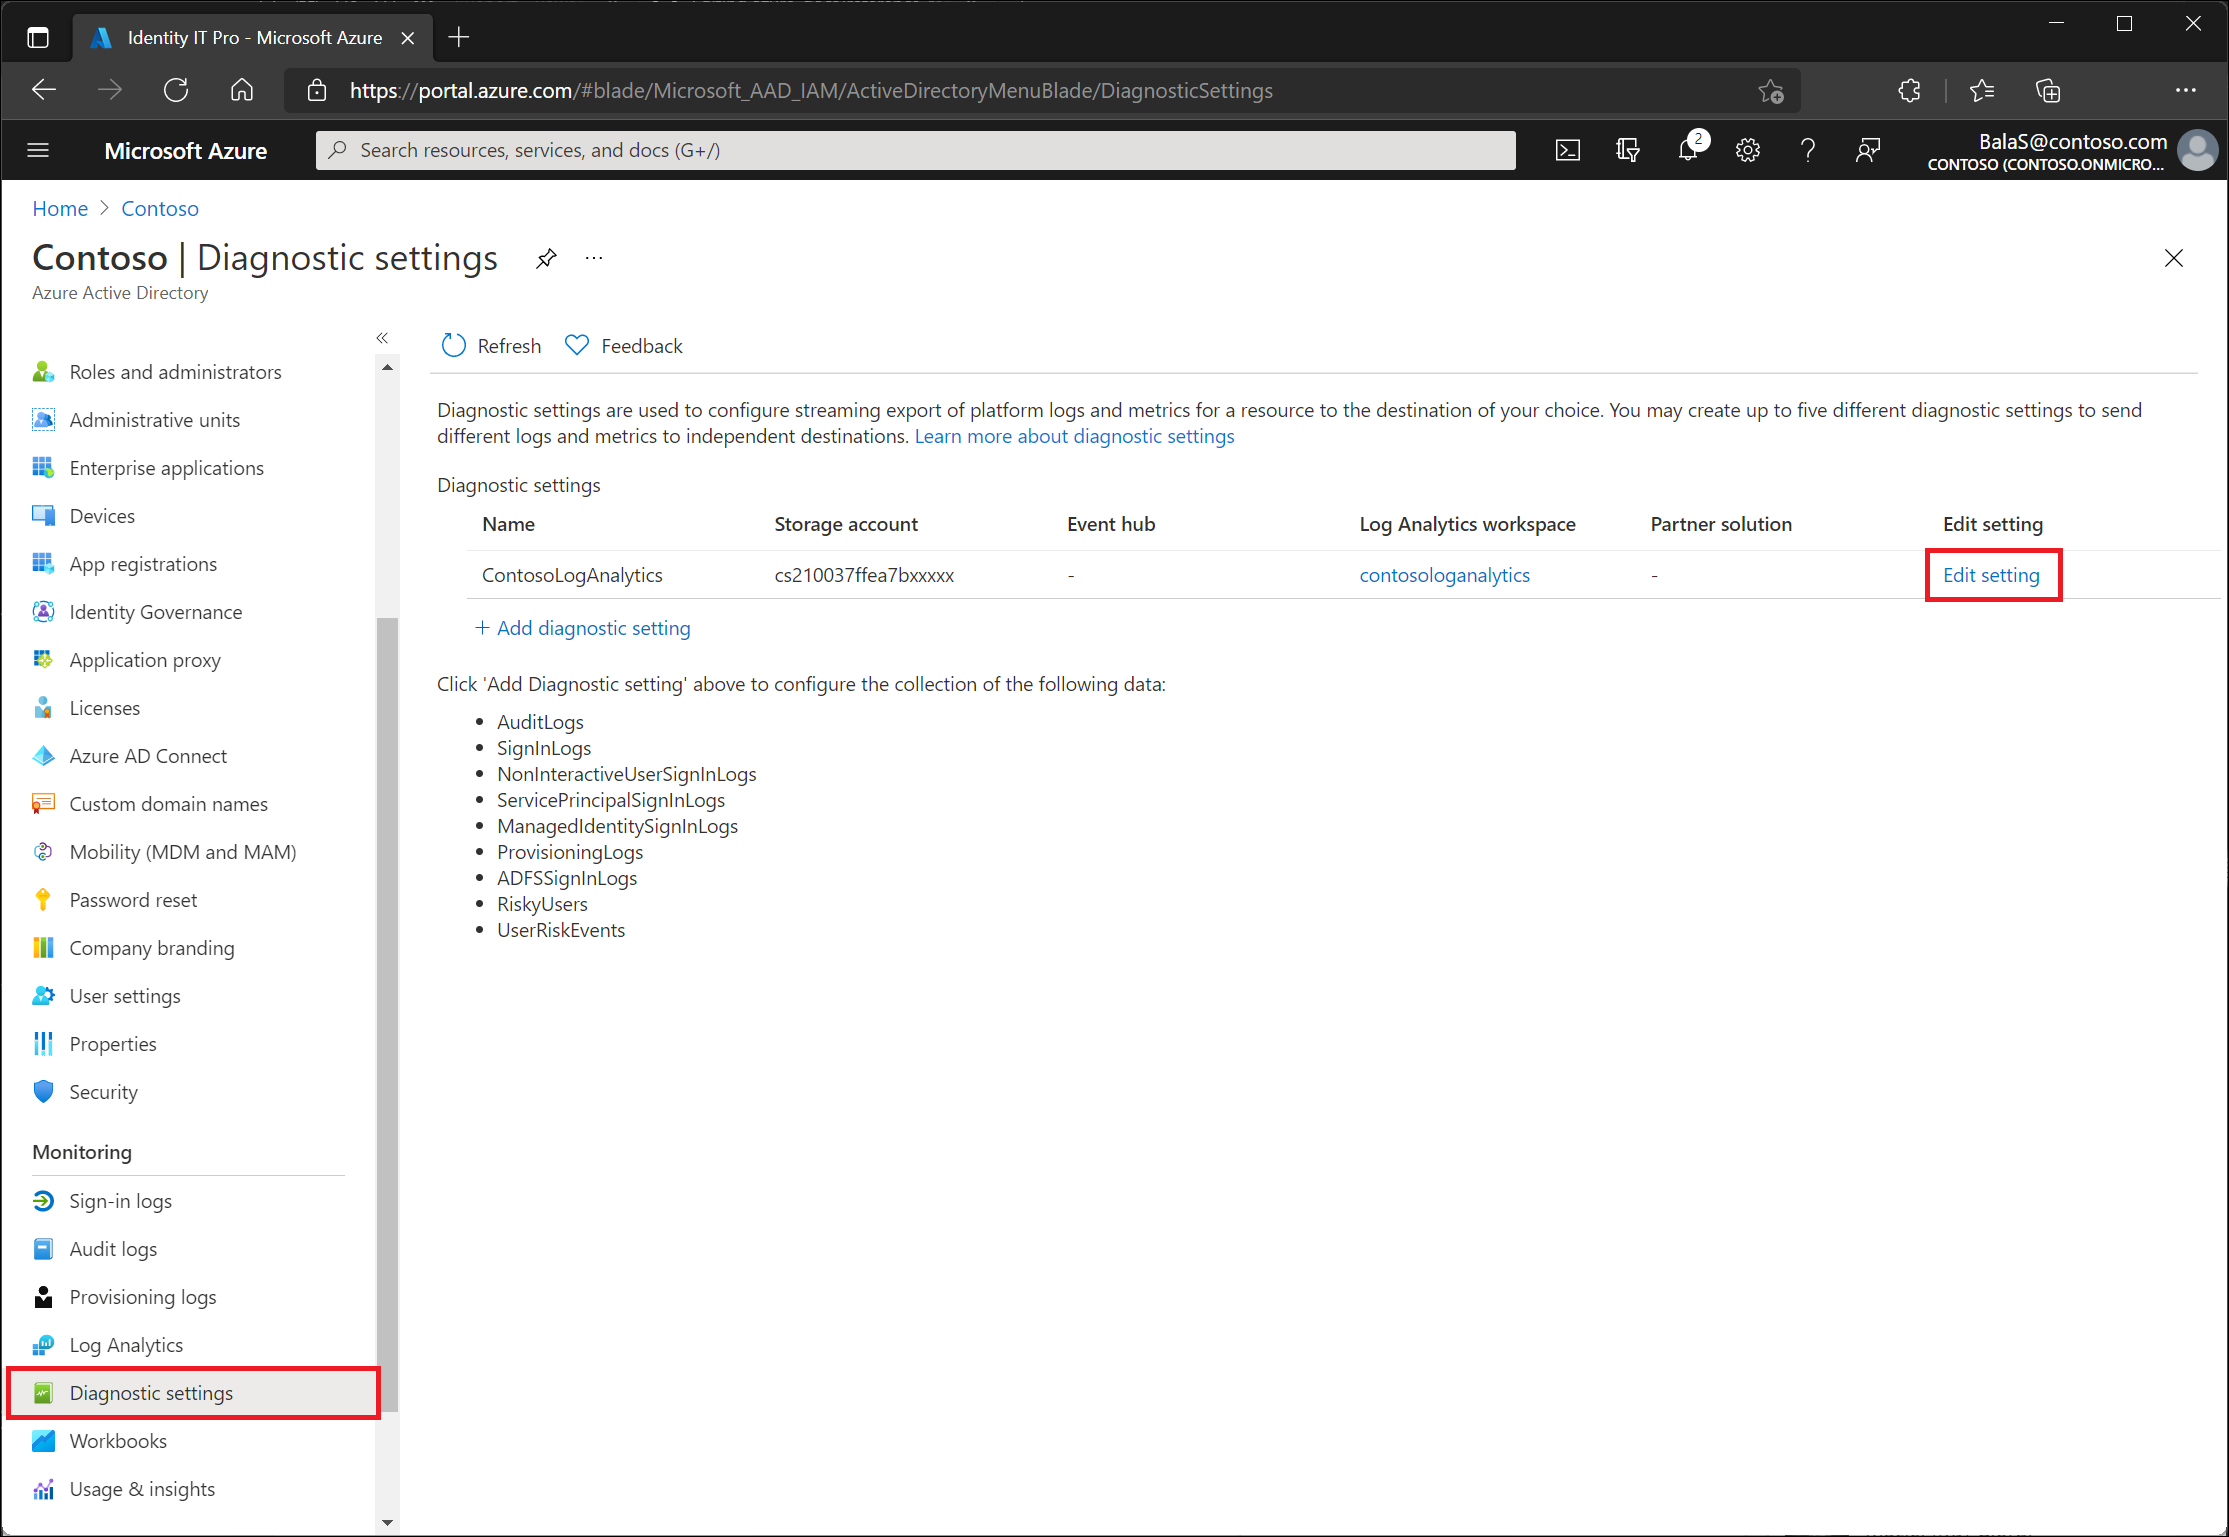 Identity IT Pro - Microsoft Azure
https://portal.azure.com/#blade/Microsoft_AAD_IAM/ActiveDirectoryMenuBlade/DiagnosticSettings
Microsoft Azure
Search resources, services, and docs (G+/)
2
BalaS@contoso.com
CONTOSO (CONTOSO.ONMICRO...
Home > Contoso
Contoso | Diagnostic settings
Azure Active Directory
Roles and administrators
Administrative units
Enterprise applications
Devices
App registrations
Identity Governance
Application proxy
Licenses
Azure AD Connect
Custom domain names
Mobility (MDM and MAM)
Password reset
Company branding
User settings
Properties
Security
Monitoring
Sign-in logs
Audit logs
Provisioning logs
Log Analytics
Diagnostic settings
Workbooks
Usage & insights
Refresh Feedback
Diagnostic settings are used to configure streaming export of platform logs and metrics for a resource to the destination of your choice. You may create up to five different diagnostic settings to send
different logs and metrics to independent destinations. Learn more about diagnostic settings
Diagnostic settings
Name Storage account Event hub Log Analytics workspace Partner solution Edit setting
ContosoLogAnalytics cs210037ffea7bxxxxx - contosologanalytics - Edit setting
+ Add diagnostic setting
Click 'Add Diagnostic setting' above to configure the collection of the following data:
• AuditLogs
• SignInLogs
• NonInteractiveUserSignInLogs
• ServicePrincipalSignInLogs
• ManagedIdentitySignInLogs
• ProvisioningLogs
• ADFSSignInLogs
• RiskyUsers
• UserRiskEvents